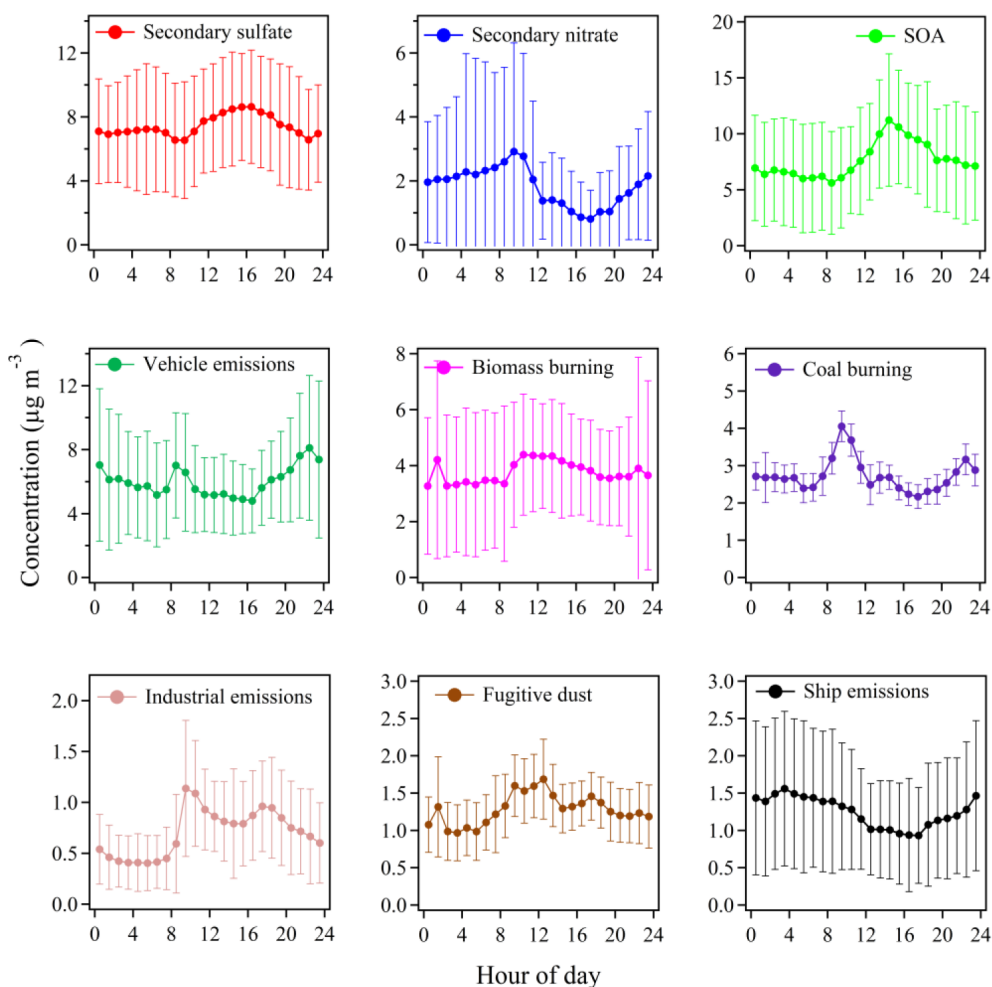 Secondary sulfate
12
8
4
0
0 4 8 12 16 20 24
Secondary nitrate
6
4
2
0
0 4 8 12 16 20 24
SOA
20
15
10
5
0
0 4 8 12 16 20 24
Concentration (μg m⁻³)
Vehicle emissions
12
8
4
0
0 4 8 12 16 20 24
Biomass burning
8
6
4
2
0
0 4 8 12 16 20 24
Coal burning
6
5
4
3
2
1
0
0 4 8 12 16 20 24
Industrial emissions
2.0
1.5
1.0
0.5
0.0
0 4 8 12 16 20 24
Fugitive dust
3.0
2.5
2.0
1.5
1.0
0.5
0.0
0 4 8 12 16 20 24
Ship emissions
3.0
2.5
2.0
1.5
1.0
0.5
0.0
0 4 8 12 16 20 24
Hour of day